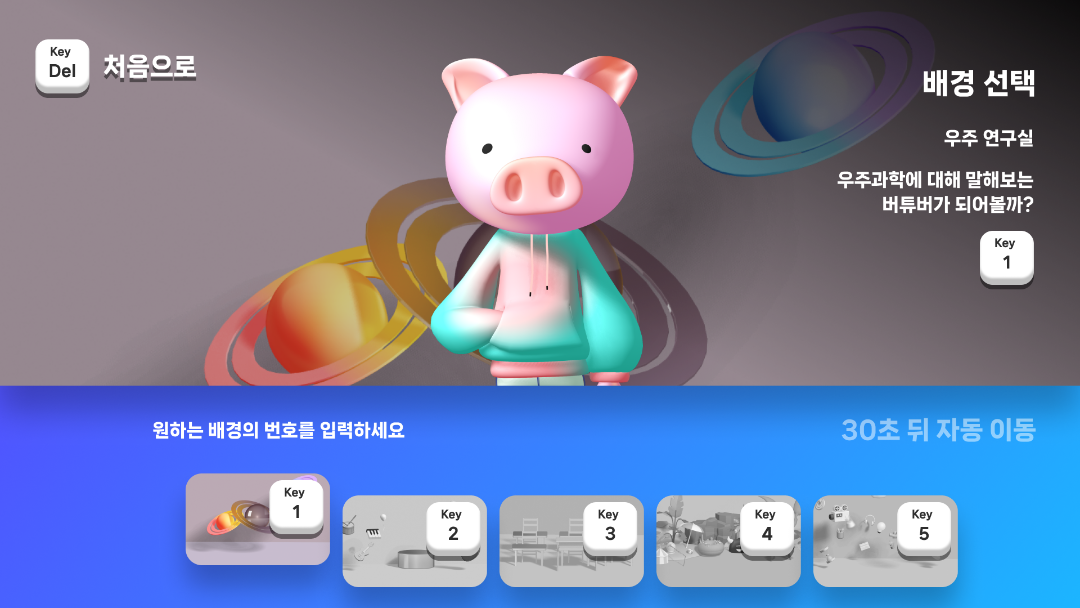 Key
Del
처음으로
배경 선택
우주 연구실
우주과학에 대해 말해보는
버튜버가 되어볼까?
Key
1
원하는 배경의 번호를 입력하세요
30초 뒤 자동 이동
Key
1
Key
2
Key
3
Key
4
Key
5